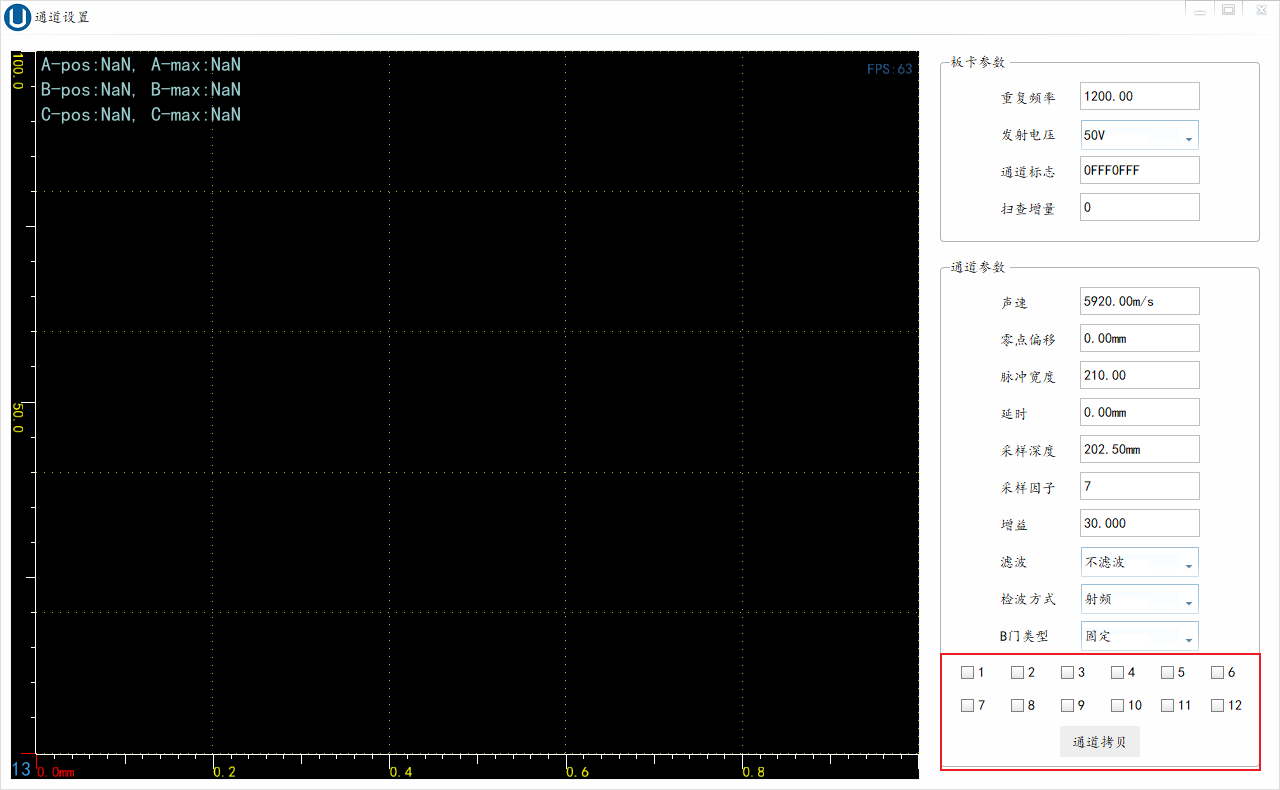 通道设置
100.0
A-pos:NaN, A-max:NaN
B-pos:NaN, B-max:NaN
C-pos:NaN, C-max:NaN
FPS:63
50.0
13 0.0mm 0.2 0.4 0.6 0.8
板卡参数
重复频率 1200.00
发射电压 50V
通道标志 0FFF0FFF
扫查增量 0
通道参数
声速 5920.00m/s
零点偏移 0.00mm
脉冲宽度 210.00
延时 0.00mm
采样深度 202.50mm
采样因子 7
增益 30.000
滤波 不滤波
检波方式 射频
B门类型 固定
1 2 3 4 5 6
7 8 9 10 11 12
通道拷贝